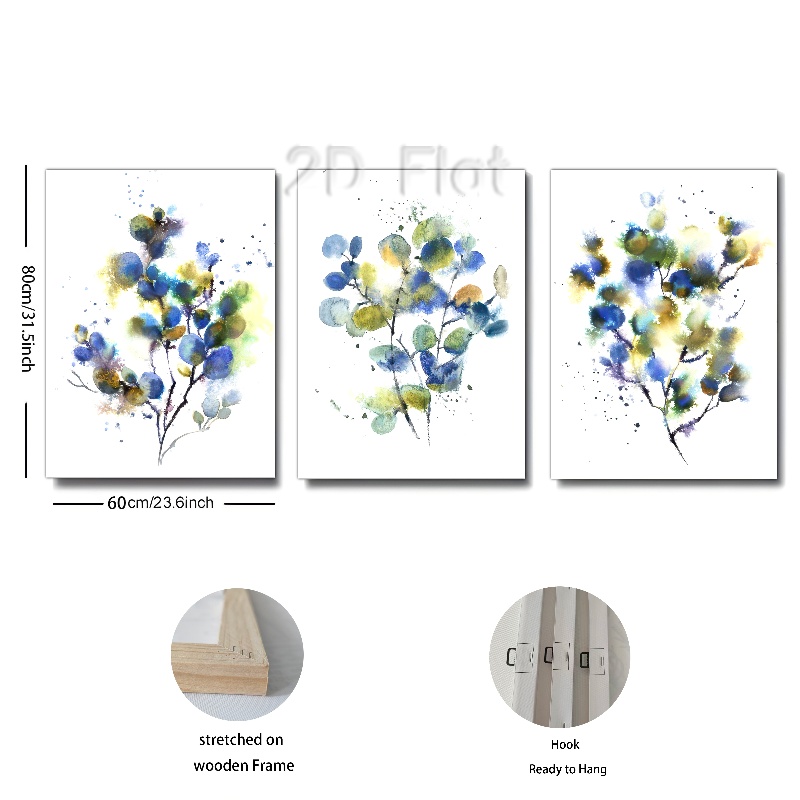 2D Flat
80cm/31.5inch
60cm/23.6inch
stretched on
wooden Frame
Hook
Ready to Hang